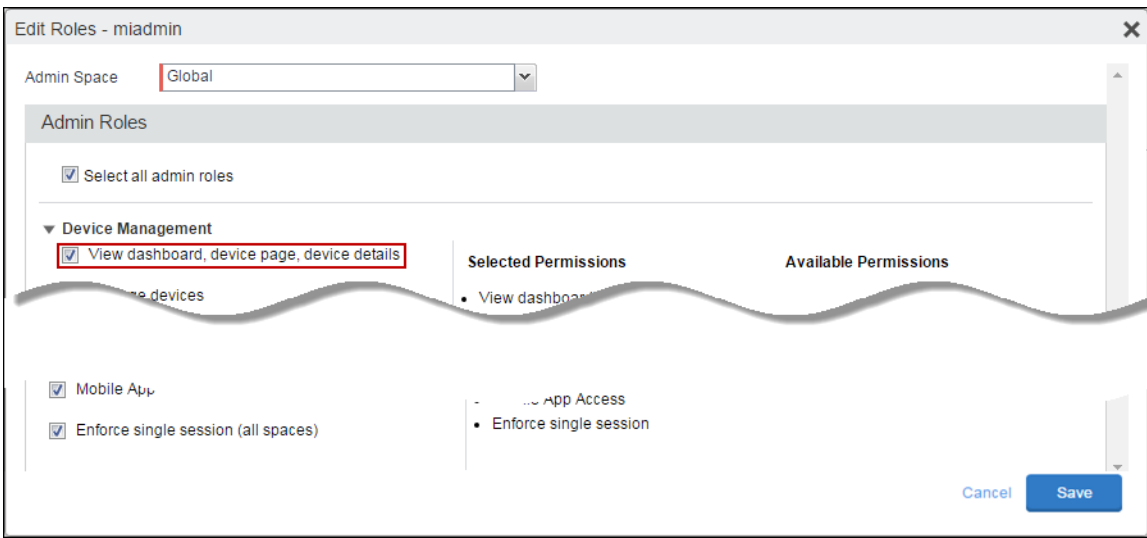 Edit Roles - miadmin
Admin Space Global
Admin Roles
Select all admin roles
Device Management
View dashboard, device page, device details
Selected Permissions Available Permissions
devices
• View
Mobile
App Access
Enforce single session (all spaces)
• Enforce single session
Cancel Save